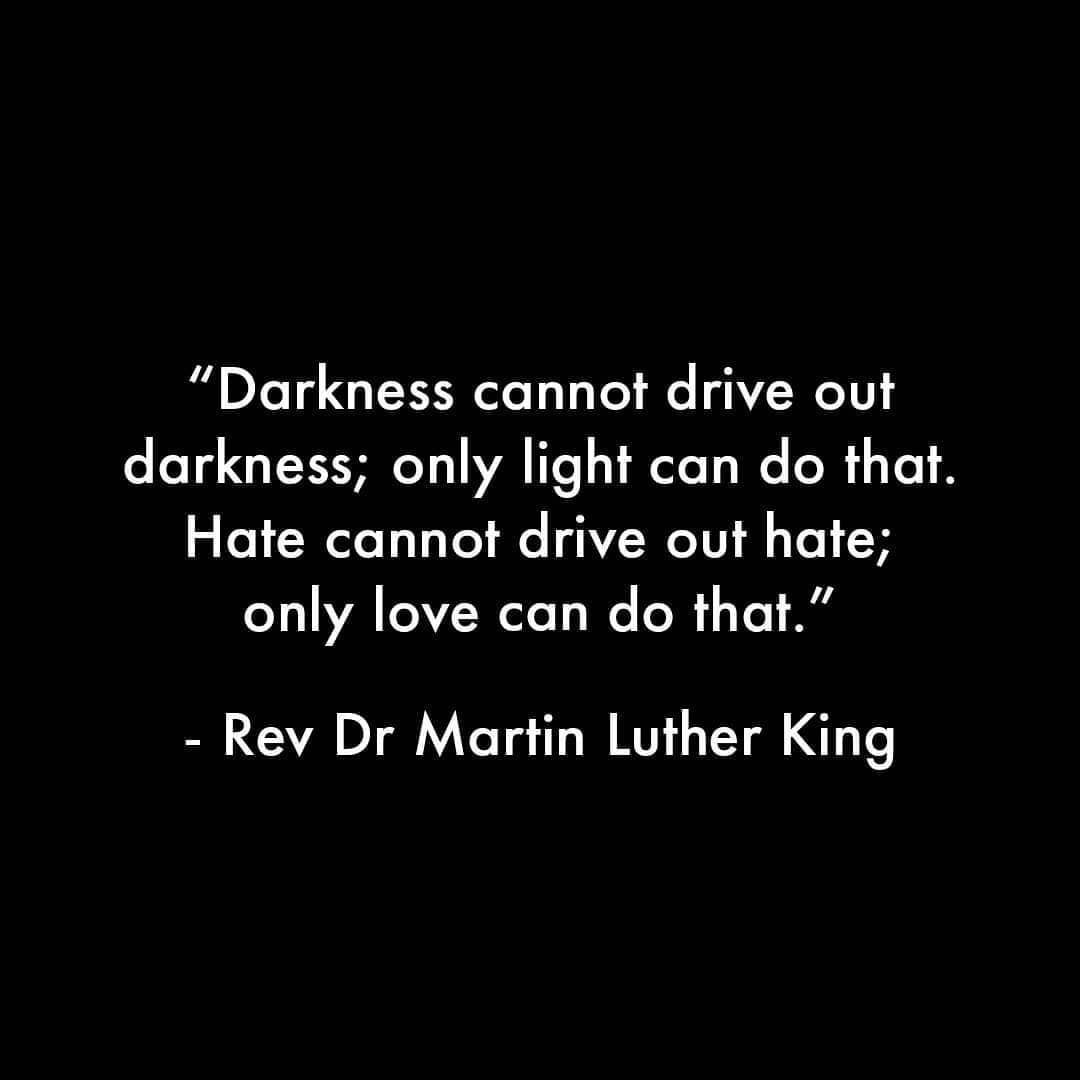 “Darkness cannot drive out
darkness; only light can do that.
Hate cannot drive out hate;
only love can do that.”
- Rev Dr Martin Luther King